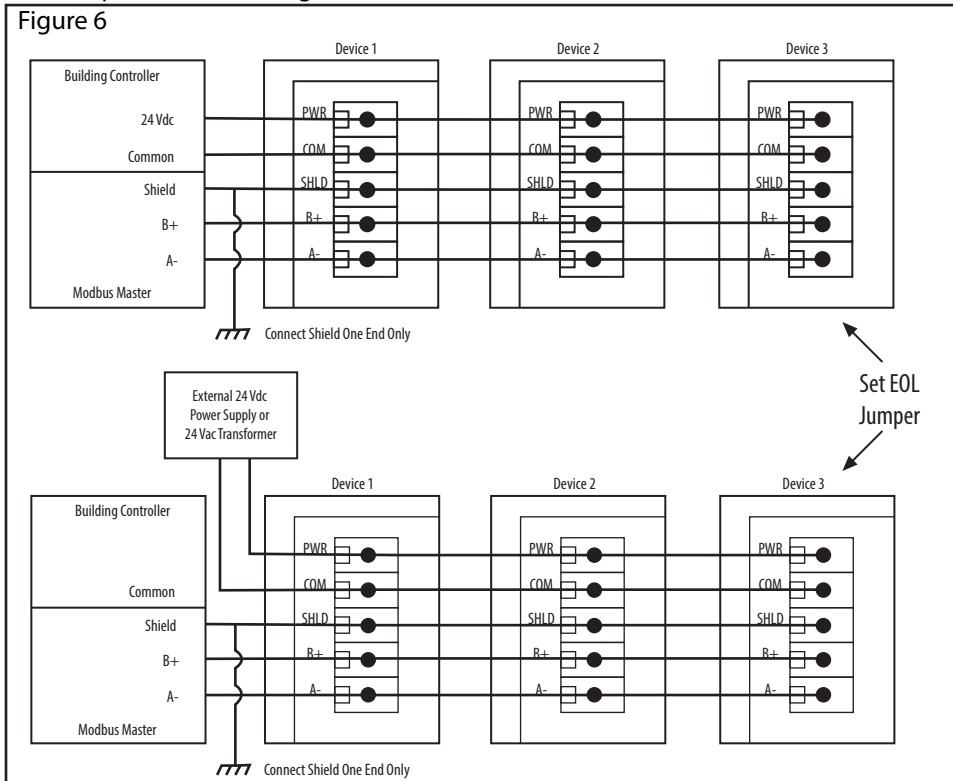 Figure 6
Device 1
Device 2
Device 3
Building Controller
24 Vdc
Common
Shield
B+
A-
Modbus Master
PWR
COM
SHLD
B+
A-
PWR
COM
SHLD
B+
A-
PWR
COM
SHLD
B+
A-
Connect Shield One End Only
Set EOL
Jumper
External 24 Vdc
Power Supply or
24 Vac Transformer
Device 1
Device 2
Device 3
Building Controller
Common
Shield
B+
A-
Modbus Master
PWR
COM
SHLD
B+
A-
PWR
COM
SHLD
B+
A-
PWR
COM
SHLD
B+
A-
Connect Shield One End Only